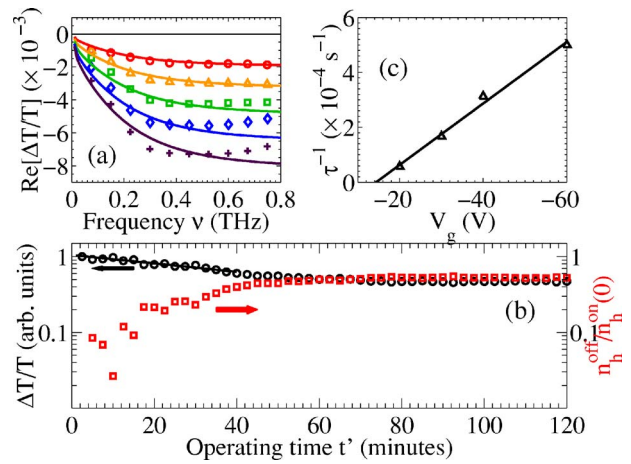 Re[ΔT/T] (× 10⁻³)
0
−2
−4
−6
−8
(a)
0
0.2
0.4
0.6
0.8
Frequency ν (THz)
τ⁻¹ (×10⁻⁴ s⁻¹)
6
4
2
0
(c)
−20
−40
−60
V_g (V)
ΔT/T (arb. units)
1
0.1
(b)
1
0.1
n_h^off/n_h^on(0)
0
20
40
60
80
100
120
Operating time t' (minutes)